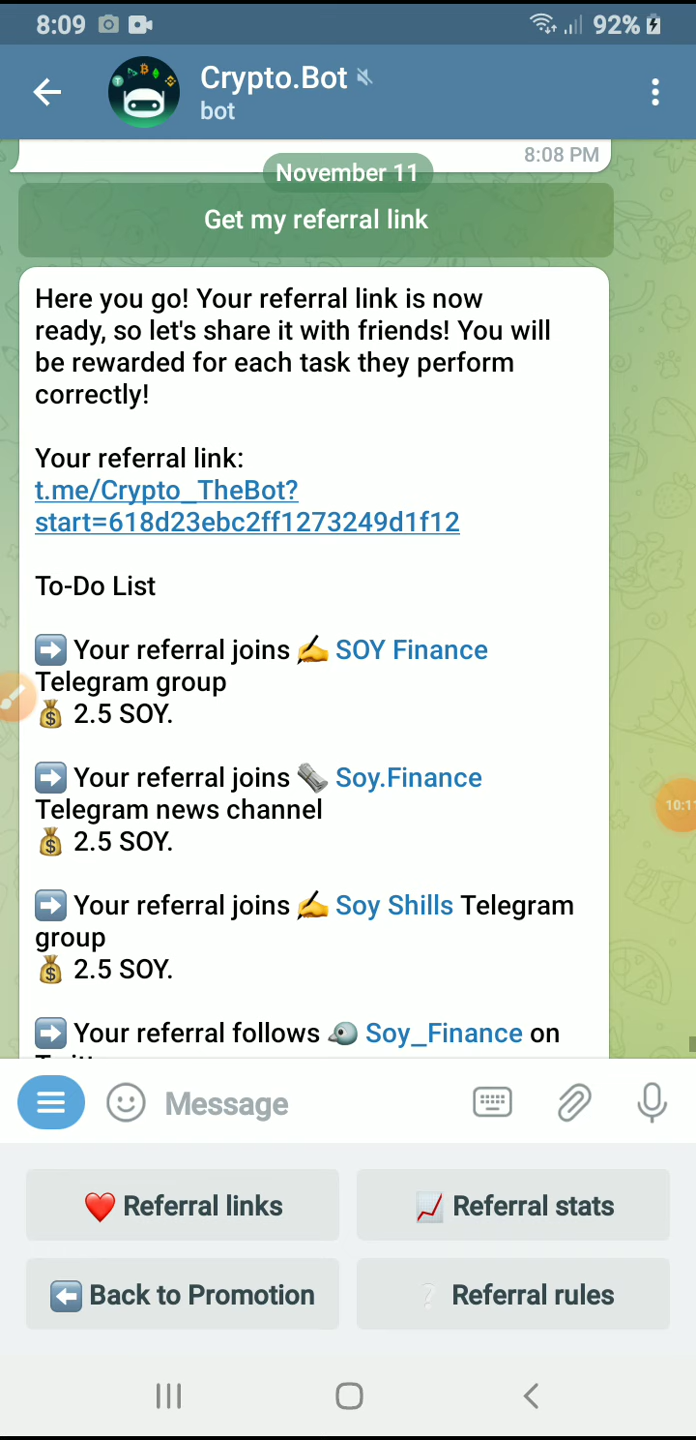 8:09
92%
Crypto.Bot
bot
8:08 PM
November 11
Get my referral link
Here you go! Your referral link is now
ready, so let's share it with friends! You will
be rewarded for each task they perform
correctly!
Your referral link:
t.me/Crypto_TheBot?
start=618d23ebc2ff1273249d1f12
To-Do List
➡️ Your referral joins ✍️ SOY Finance
Telegram group
💰 2.5 SOY.
➡️ Your referral joins 🗞 Soy.Finance
Telegram news channel
💰 2.5 SOY.
➡️ Your referral joins ✍️ Soy Shills Telegram
group
💰 2.5 SOY.
➡️ Your referral follows 🐦 Soy_Finance on
10:1
Message
❤️ Referral links
📈 Referral stats
⬅️ Back to Promotion
❔ Referral rules